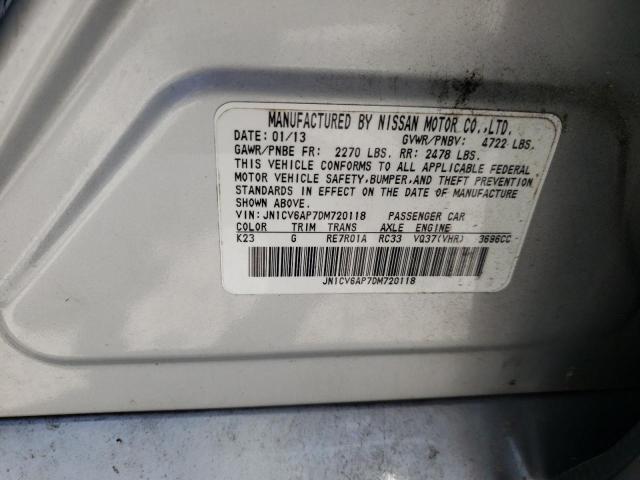 MANUFACTURED BY NISSAN MOTOR CO.,LTD.
DATE: 01/13 GVWR/PNBV: 4722 LBS.
GAWR/PNBE FR: 2270 LBS. RR: 2478 LBS.
THIS VEHICLE CONFORMS TO ALL APPLICABLE FEDERAL
MOTOR VEHICLE SAFETY,BUMPER,AND THEFT PREVENTION
STANDARDS IN EFFECT ON THE DATE OF MANUFACTURE
SHOWN ABOVE.
VIN: JN1CV6AP7DM720118 PASSENGER CAR
COLOR TRIM TRANS AXLE ENGINE
K23 G RE7R01A RC33 VQ37(VHR) 3696CC
JN1CV6AP7DM720118